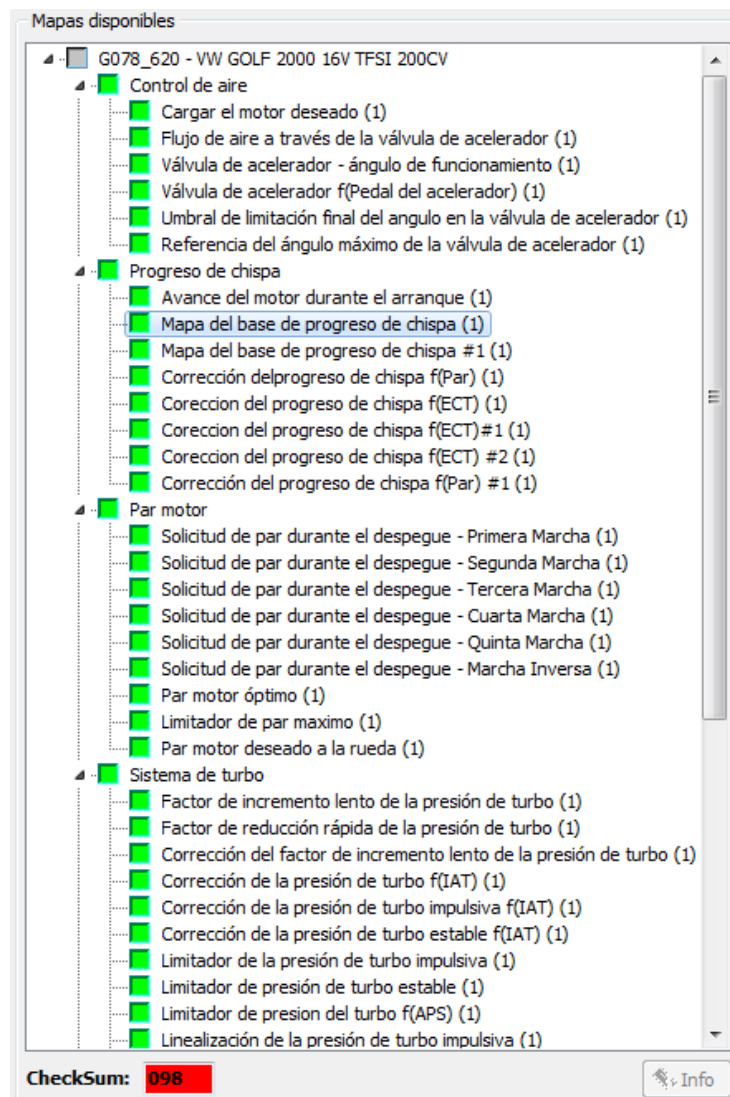 Mapas disponibles
G078_620 - VW GOLF 2000 16V TFSI 200CV
Control de aire
Cargar el motor deseado (1)
Flujo de aire a través de la válvula de acelerador (1)
Válvula de acelerador - ángulo de funcionamiento (1)
Válvula de acelerador f(Pedal del acelerador) (1)
Umbral de limitación final del angulo en la válvula de acelerador (1)
Referencia del ángulo máximo de la válvula de acelerador (1)
Progreso de chispa
Avance del motor durante el arranque (1)
Mapa del base de progreso de chispa (1)
Mapa del base de progreso de chispa #1 (1)
Corrección delprogreso de chispa f(Par) (1)
Coreccion del progreso de chispa f(ECT) (1)
Coreccion del progreso de chispa f(ECT)#1 (1)
Coreccion del progreso de chispa f(ECT) #2 (1)
Corrección del progreso de chispa f(Par) #1 (1)
Par motor
Solicitud de par durante el despegue - Primera Marcha (1)
Solicitud de par durante el despegue - Segunda Marcha (1)
Solicitud de par durante el despegue - Tercera Marcha (1)
Solicitud de par durante el despegue - Cuarta Marcha (1)
Solicitud de par durante el despegue - Quinta Marcha (1)
Solicitud de par durante el despegue - Marcha Inversa (1)
Par motor óptimo (1)
Limitador de par maximo (1)
Par motor deseado a la rueda (1)
Sistema de turbo
Factor de incremento lento de la presión de turbo (1)
Factor de reducción rápida de la presión de turbo (1)
Corrección del factor de incremento lento de la presión de turbo (1)
Corrección de la presión de turbo f(IAT) (1)
Corrección de la presión de turbo impulsiva f(IAT) (1)
Corrección de la presión de turbo estable f(IAT) (1)
Limitador de la presión de turbo impulsiva (1)
Limitador de presión de turbo estable (1)
Limitador de presion del turbo f(APS) (1)
Linealización de la presión de turbo impulsiva (1)
CheckSum: 098
Info